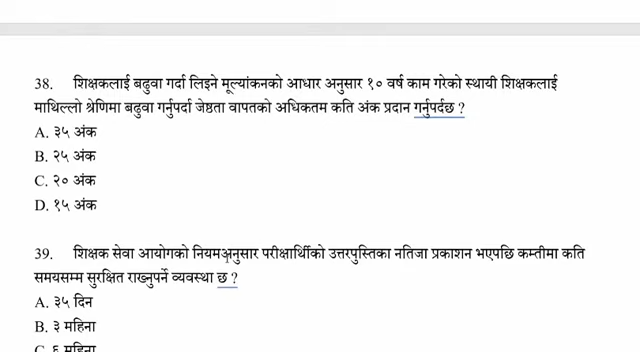 38. शिक्षकलाई बढुवा गर्दा लिइने मूल्यांकनको आधार अनुसार १० वर्ष काम गरेको स्थायी शिक्षकलाई
माथिल्लो श्रेणिमा बढुवा गर्नुपर्दा जेष्ठता वापतको अधिकतम कति अंक प्रदान गर्नुपर्दछ ?
A. ३५ अंक
B. २५ अंक
C. २० अंक
D. १५ अंक
39. शिक्षक सेवा आयोगको नियमअनुसार परीक्षार्थिको उत्तरपुस्तिका नतिजा प्रकाशन भएपछि कम्तीमा कति
समयसम्म सुरक्षित राख्नुपर्ने व्यवस्था छ ?
A. ३५ दिन
B. ३ महिना
C. ६ महिना